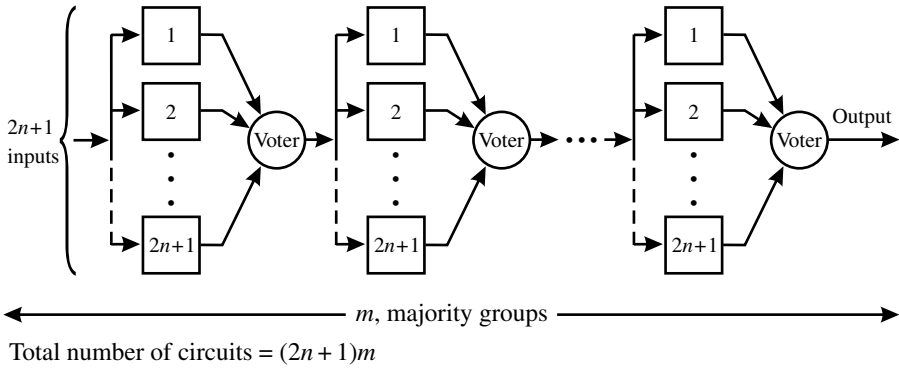 2n+1
inputs
1
2
2n+1
Voter
1
2
2n+1
Voter
1
2
2n+1
Voter
Output
m, majority groups
Total number of circuits = (2n + 1)m